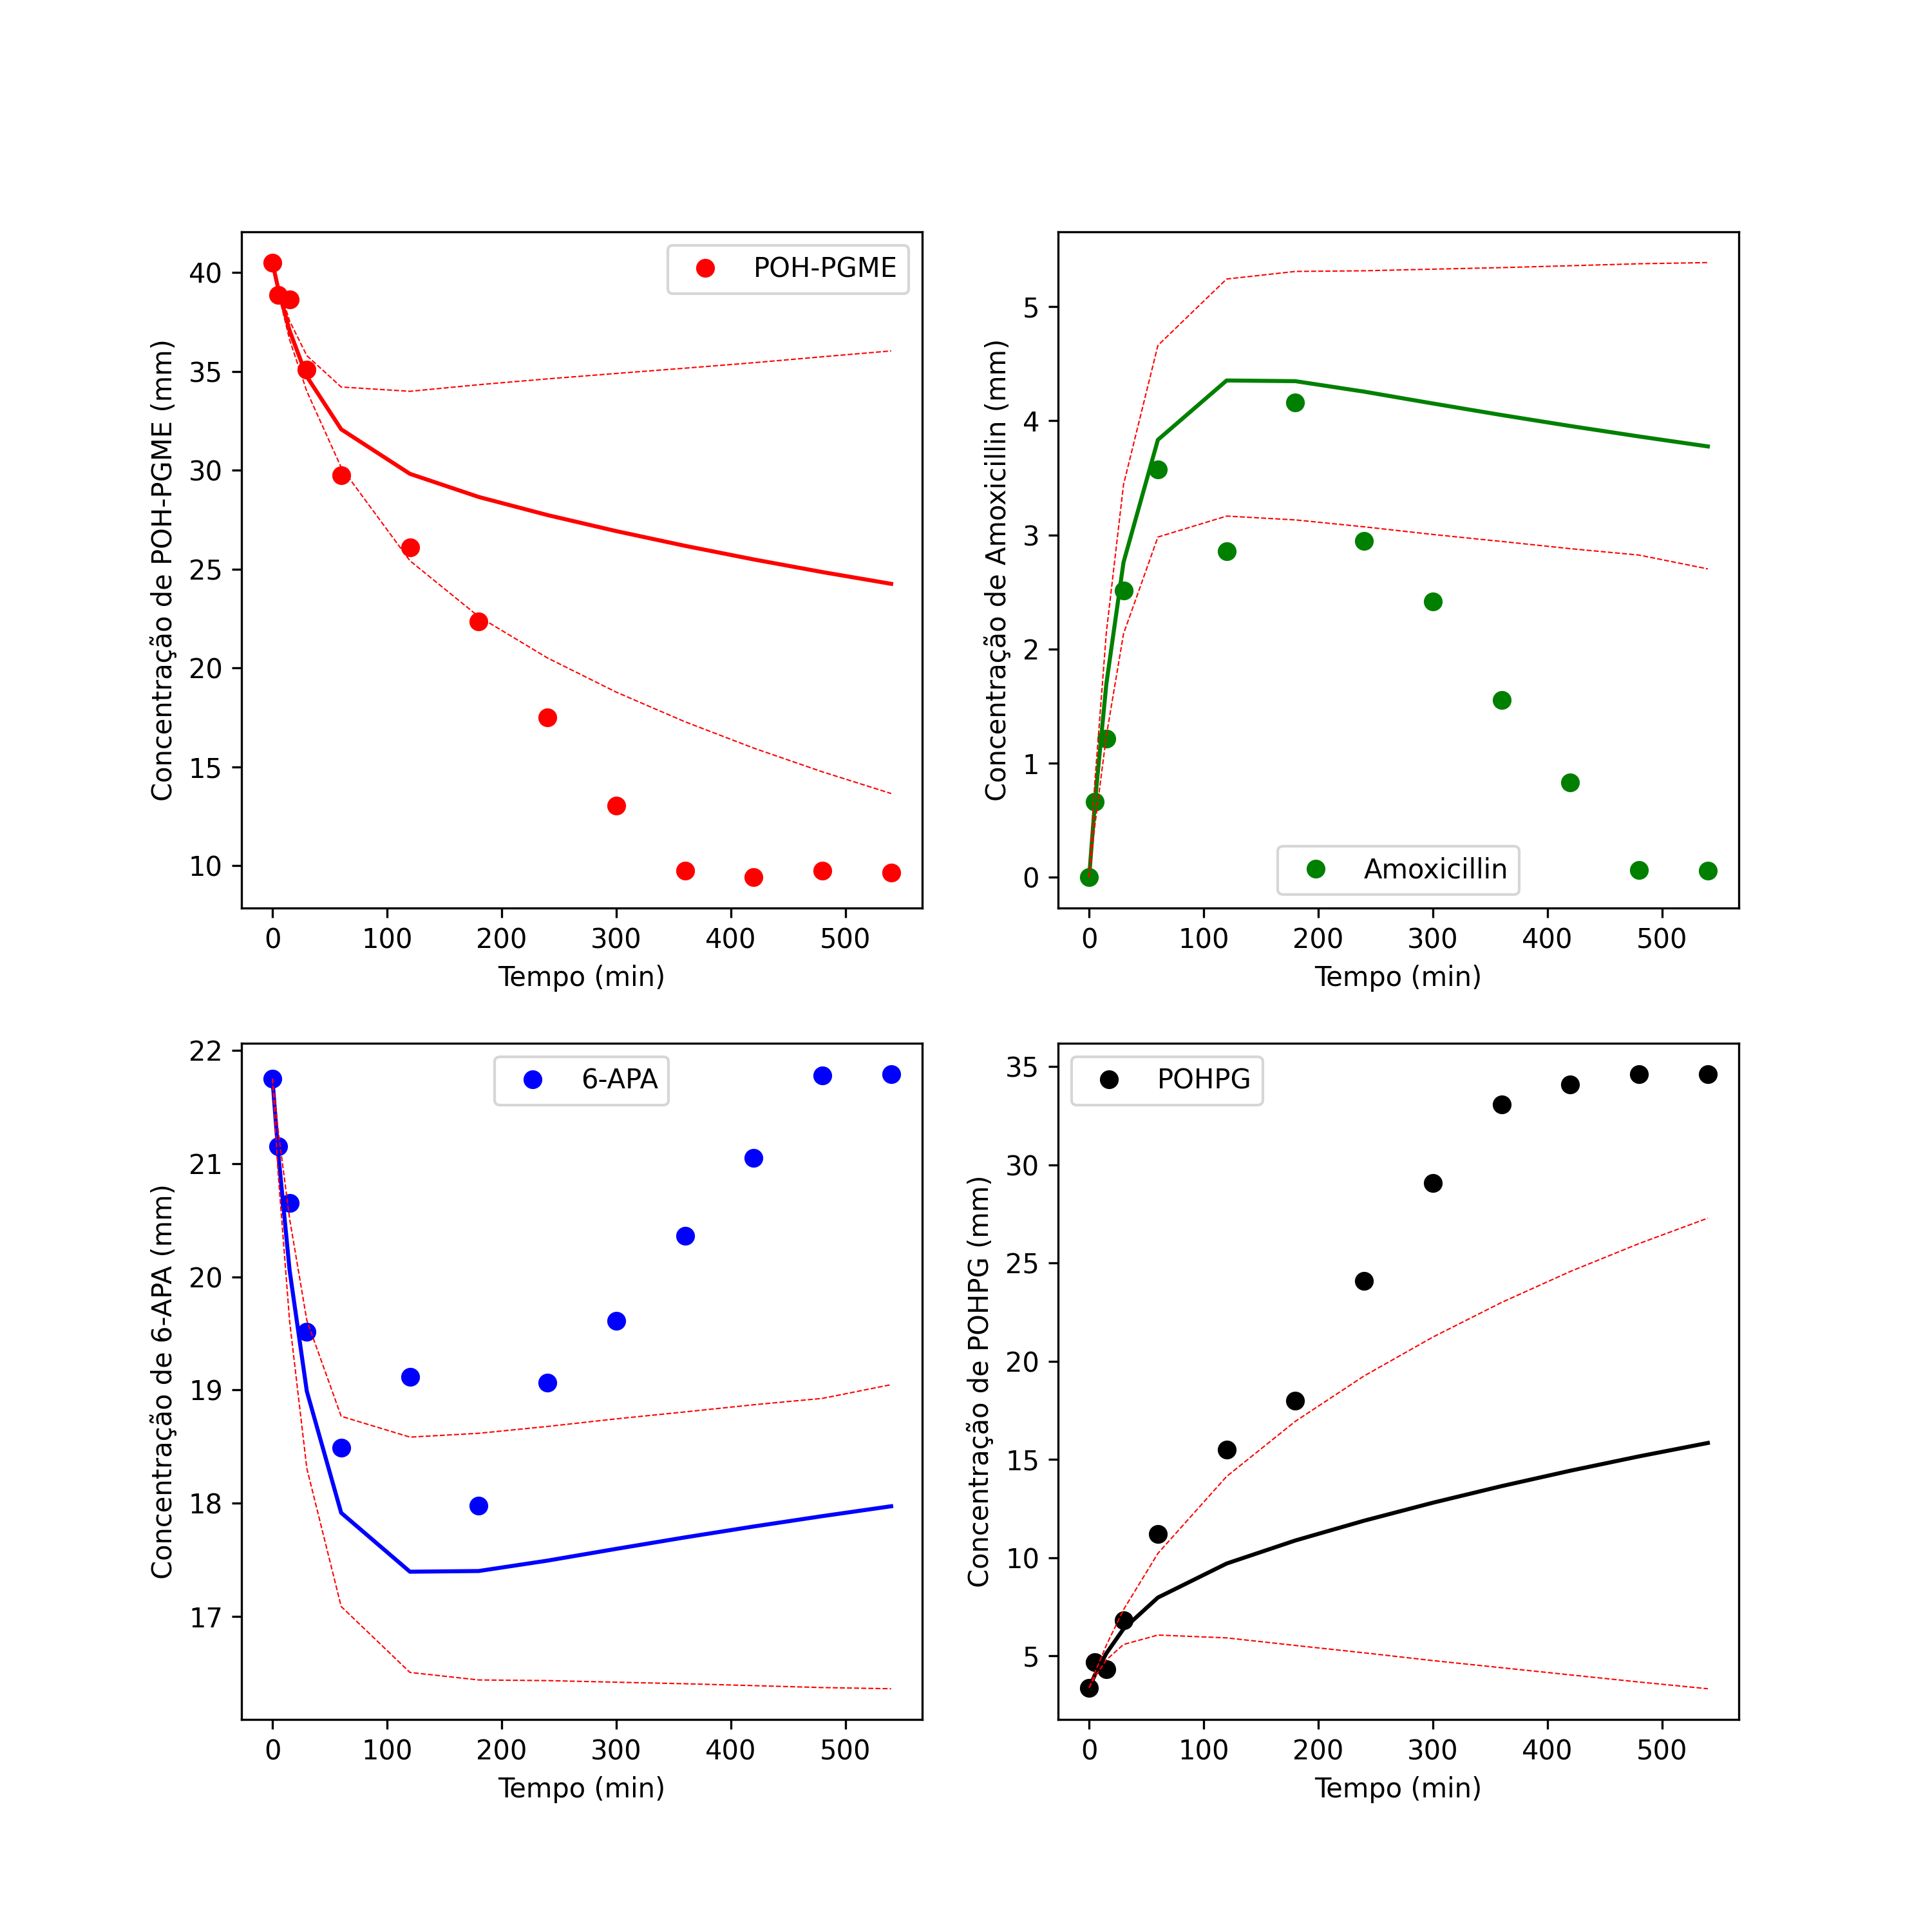 POH-PGME
Concentração de POH-PGME (mm)
40
35
30
25
20
15
10
0 100 200 300 400 500
Tempo (min)
Amoxicillin
Concentração de Amoxicillin (mm)
5
4
3
2
1
0
0 100 200 300 400 500
Tempo (min)
6-APA
Concentração de 6-APA (mm)
22
21
20
19
18
17
0 100 200 300 400 500
Tempo (min)
POHPG
Concentração de POHPG (mm)
35
30
25
20
15
10
5
0 100 200 300 400 500
Tempo (min)